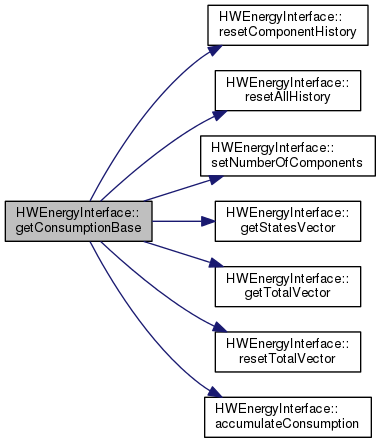 HWEnergyInterface::
resetComponentHistory
HWEnergyInterface::
resetAllHistory
HWEnergyInterface::
setNumberOfComponents
HWEnergyInterface::
getConsumptionBase
HWEnergyInterface::
getStatesVector
HWEnergyInterface::
getTotalVector
HWEnergyInterface::
resetTotalVector
HWEnergyInterface::
accumulateConsumption